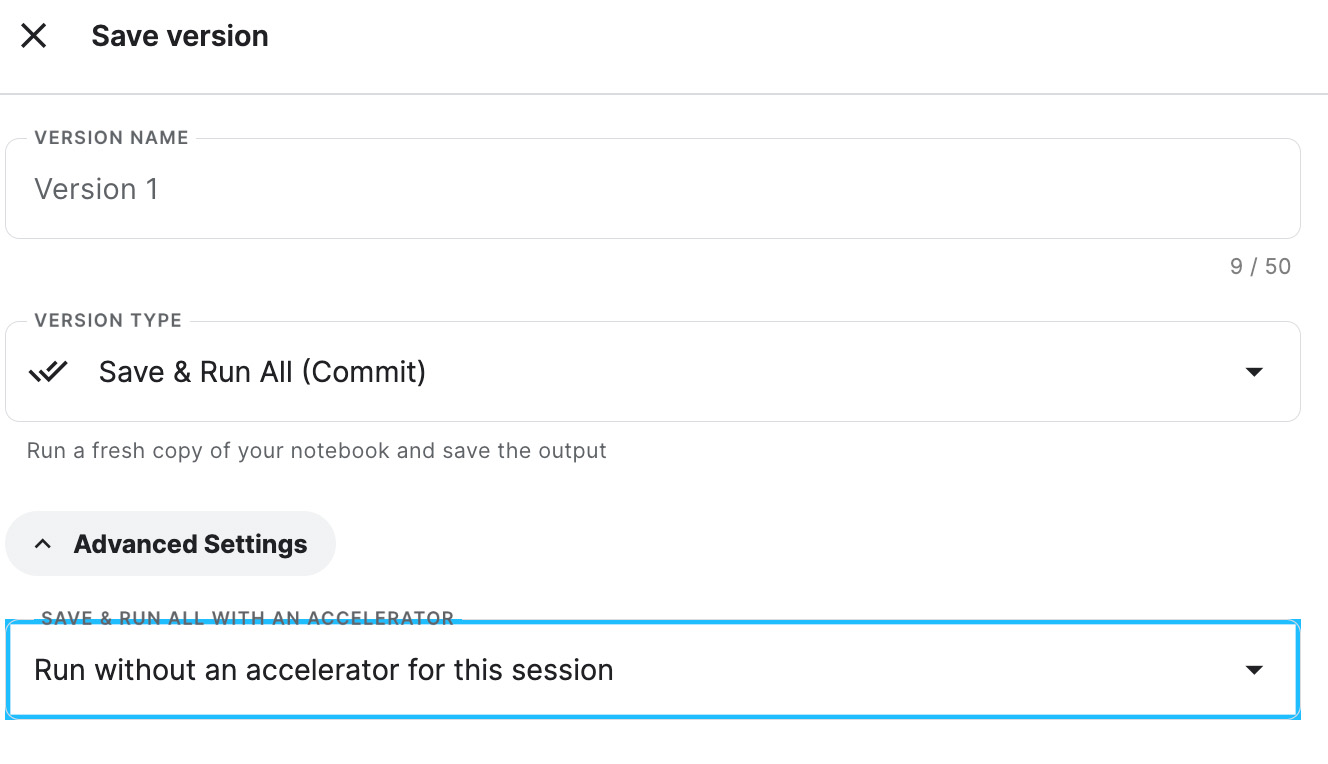 Save version
VERSION NAME
Version 1
9 / 50
VERSION TYPE
Save & Run All (Commit)
Run a fresh copy of your notebook and save the output
Advanced Settings
SAVE & RUN ALL WITH AN ACCELERATOR
Run without an accelerator for this session